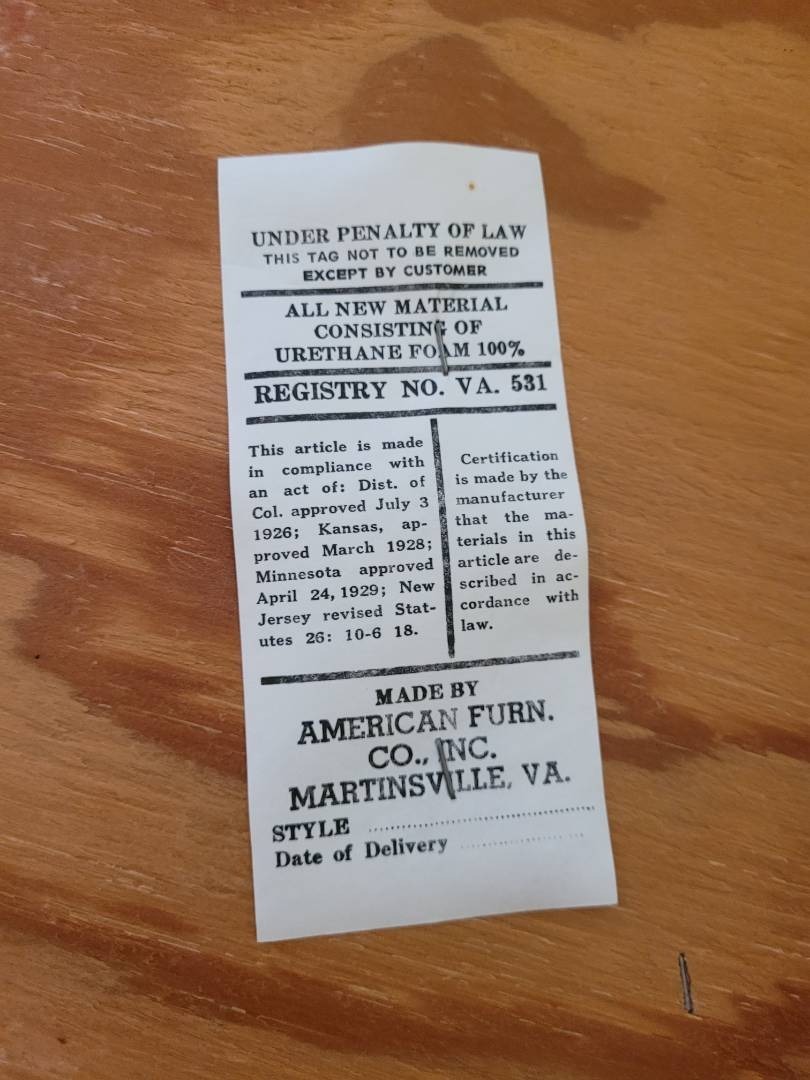 UNDER PENALTY OF LAW
THIS TAG NOT TO BE REMOVED
EXCEPT BY CUSTOMER
ALL NEW MATERIAL
CONSISTING OF
URETHANE FOAM 100%
REGISTRY NO. VA. 531
This article is made
in compliance with
an act of: Dist. of
Col. approved July 3
1926; Kansas, ap-
proved March 1928;
Minnesota approved
April 24, 1929; New
Jersey revised Stat-
utes 26: 10-6 18.
Certification
is made by the
manufacturer
that the ma-
terials in this
article are de-
scribed in ac-
cordance with
law.
MADE BY
AMERICAN FURN.
CO., INC.
MARTINSVILLE, VA.
STYLE
Date of Delivery